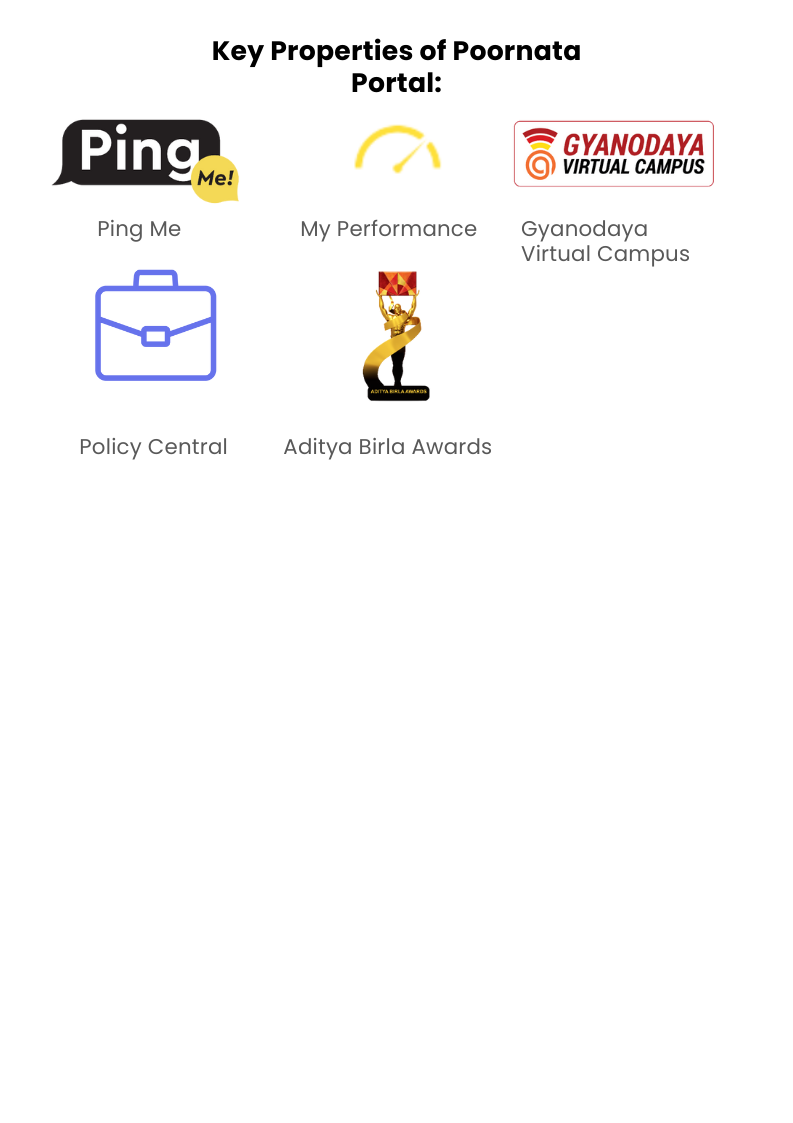 Key Properties of Poornata
Portal:
Ping
Me!
GYANODAYA
VIRTUAL CAMPUS
Ping Me
My Performance
Gyanodaya
Virtual Campus
ADITYA BIRLA AWARDS
Policy Central
Aditya Birla Awards